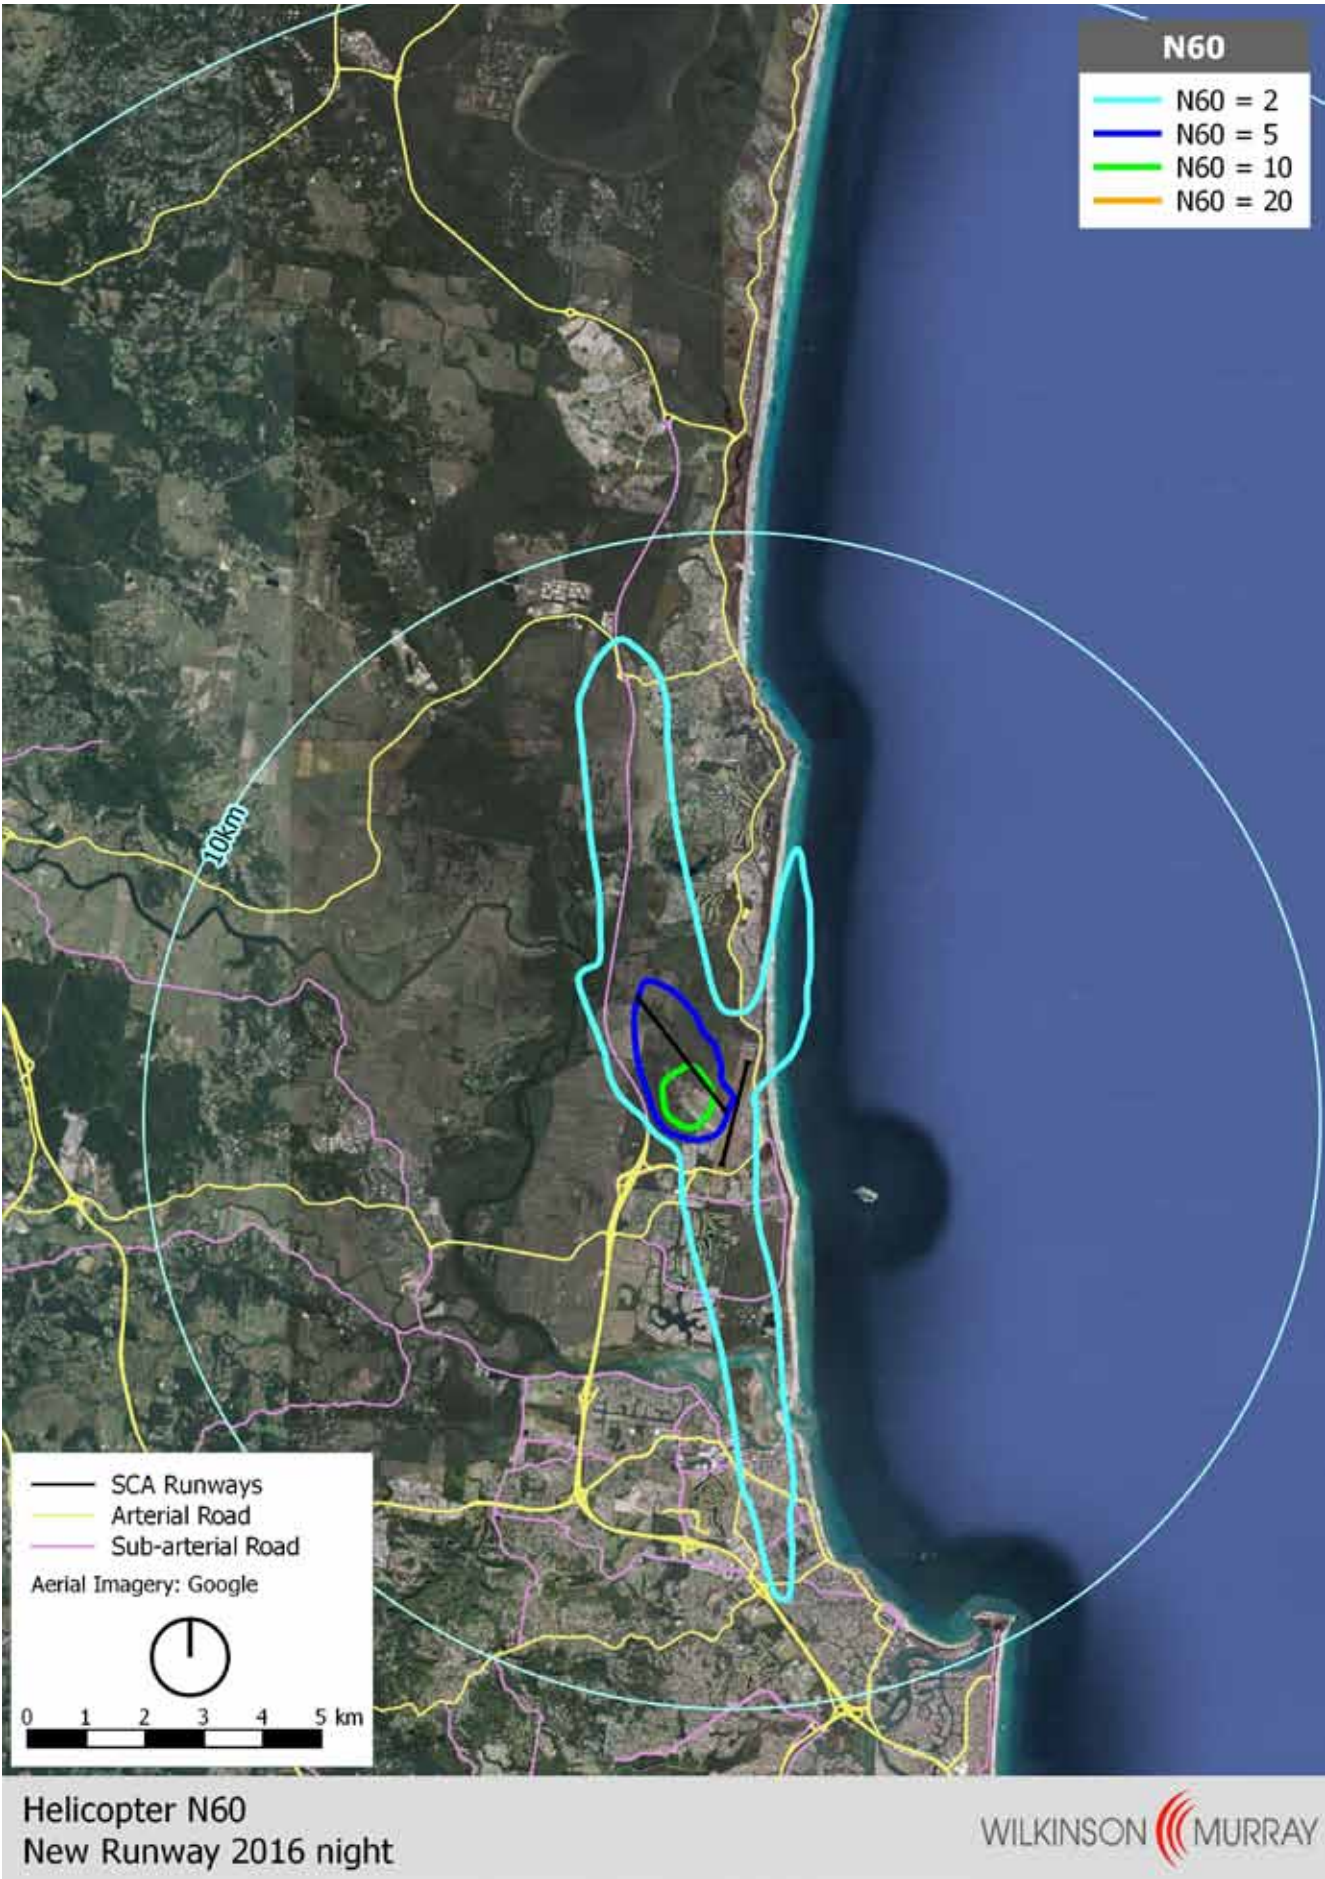 N60
N60 = 2
N60 = 5
N60 = 10
N60 = 20
10km
SCA Runways
Arterial Road
Sub-arterial Road
Aerial Imagery: Google
0 1 2 3 4 5 km
Helicopter N60
New Runway 2016 night
WILKINSON MURRAY